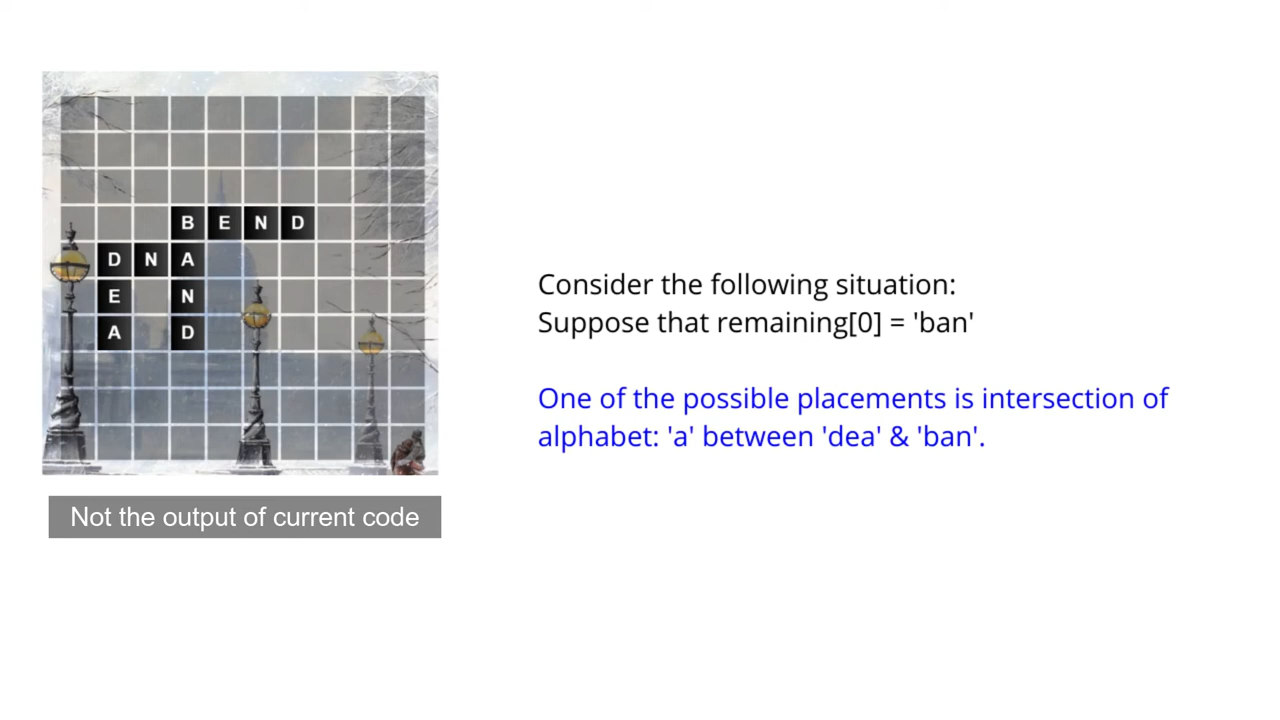 B E N D
D N A
E N
A D
Not the output of current code
Consider the following situation:
Suppose that remaining[0] = 'ban'
One of the possible placements is intersection of
alphabet: 'a' between 'dea' & 'ban'.